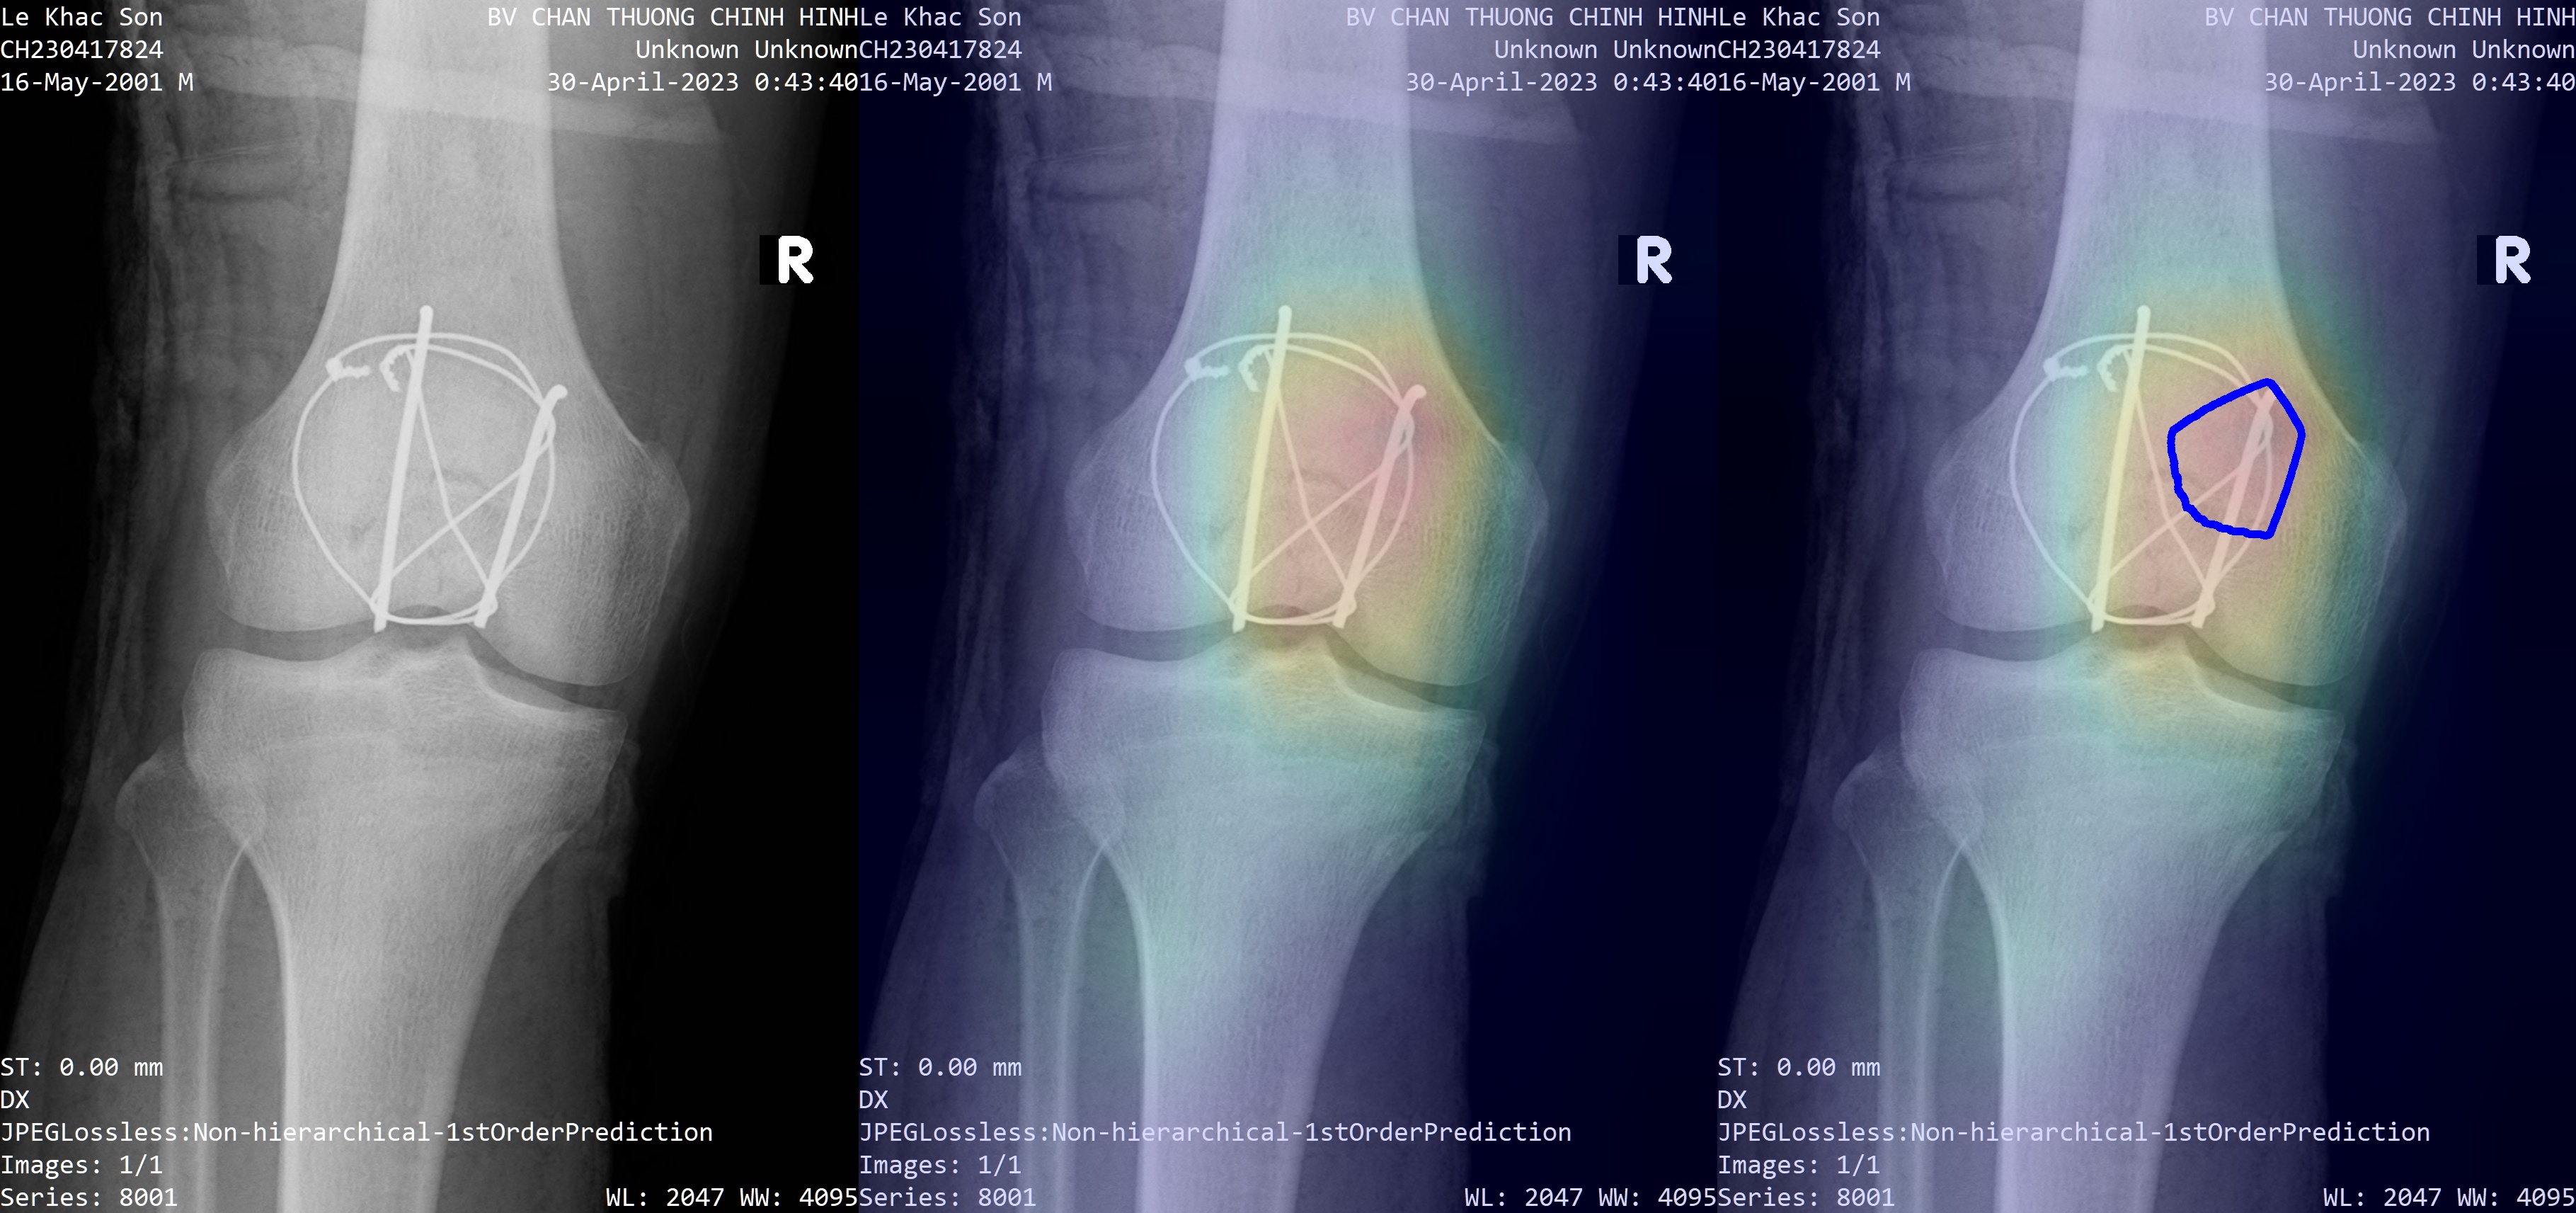 Le Khac Son
CH230417824
16-May-2001 M
BV CHAN THUONG CHINH HINH
Unknown Unknown
30-April-2023 0:43:40
R
ST: 0.00 mm
DX
JPEGLossless:Non-hierarchical-1stOrderPrediction
Images: 1/1
Series: 8001
WL: 2047 WW: 4095
Le Khac Son
CH230417824
16-May-2001 M
BV CHAN THUONG CHINH HINH
Unknown Unknown
30-April-2023 0:43:40
R
ST: 0.00 mm
DX
JPEGLossless:Non-hierarchical-1stOrderPrediction
Images: 1/1
Series: 8001
WL: 2047 WW: 4095
Le Khac Son
CH230417824
16-May-2001 M
BV CHAN THUONG CHINH HINH
Unknown Unknown
30-April-2023 0:43:40
R
ST: 0.00 mm
DX
JPEGLossless:Non-hierarchical-1stOrderPrediction
Images: 1/1
Series: 8001
WL: 2047 WW: 4095